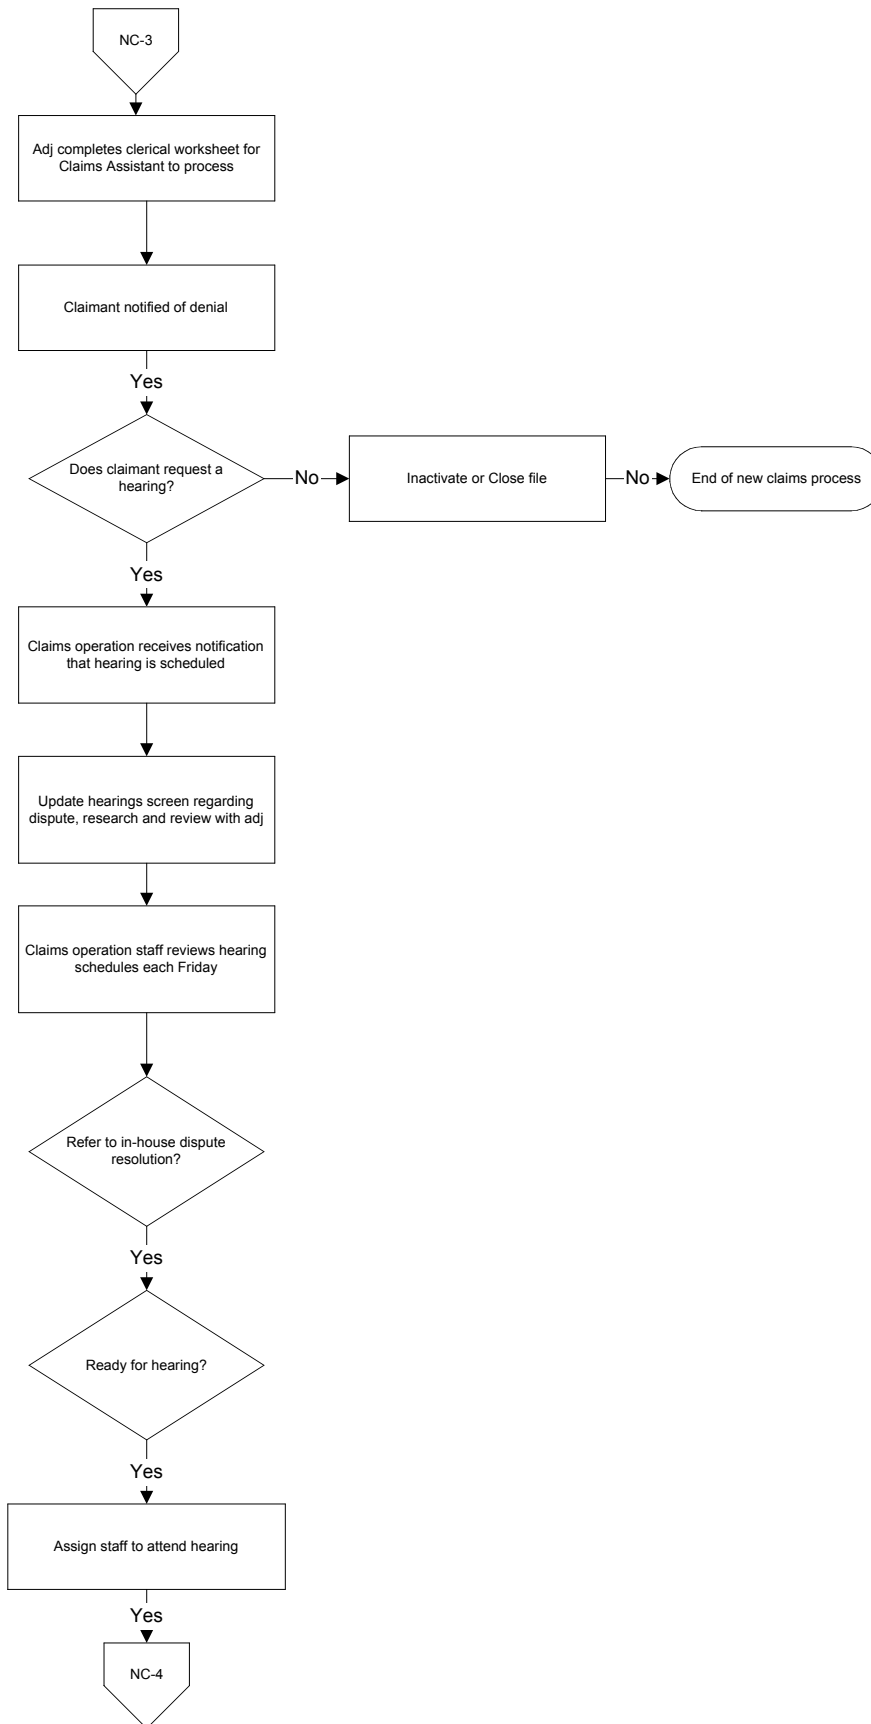 NC-3
Adj completes clerical worksheet for
Claims Assistant to process
Claimant notified of denial
Yes
Does claimant request a
hearing?
No
Inactivate or Close file
No
End of new claims process
Yes
Claims operation receives notification
that hearing is scheduled
Update hearings screen regarding
dispute, research and review with adj
Claims operation staff reviews hearing
schedules each Friday
Refer to in-house dispute
resolution?
Yes
Ready for hearing?
Yes
Assign staff to attend hearing
Yes
NC-4